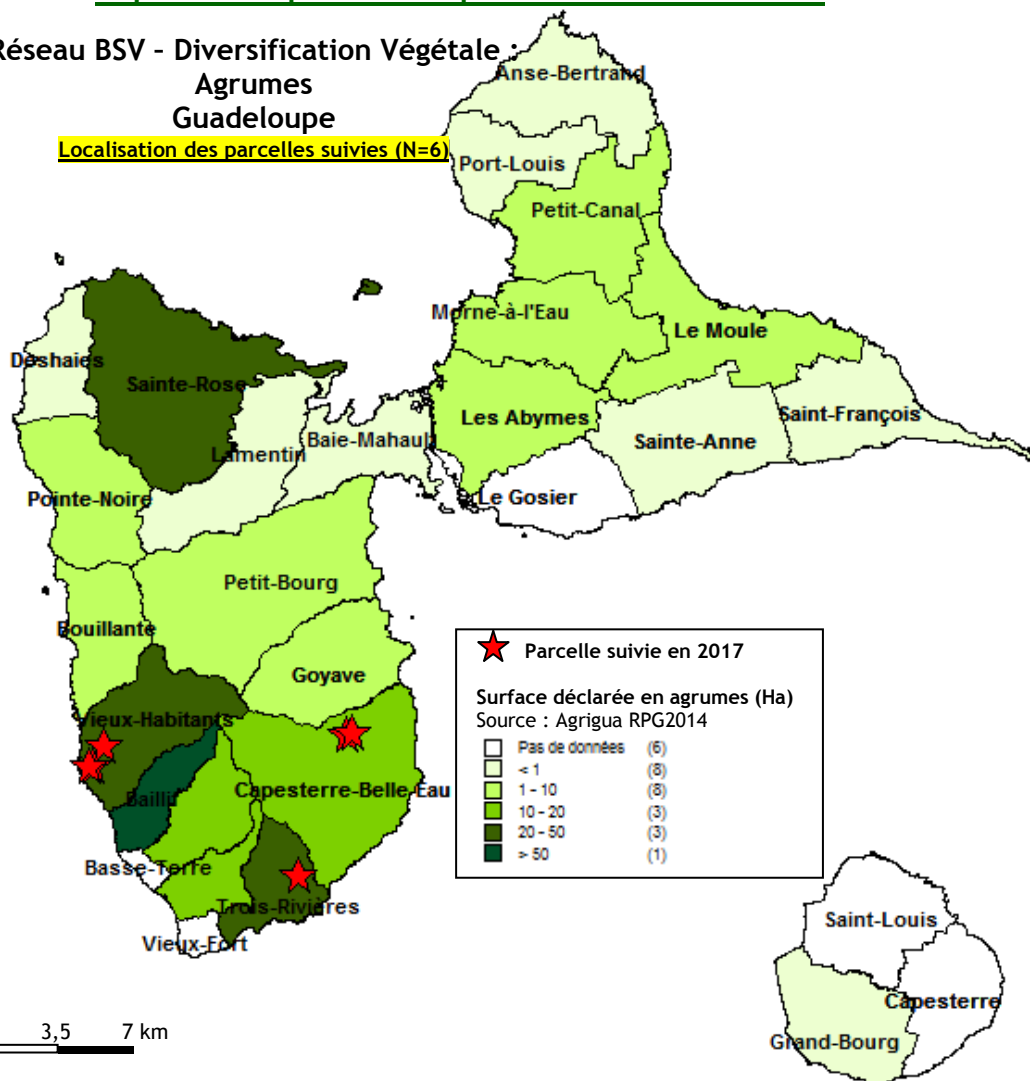 Réseau BSV - Diversification Végétale :
Agrumes
Guadeloupe
Localisation des parcelles suivies (N=6)
Anse-Bertrand
Port-Louis
Petit-Canal
Morne-à-l'Eau
Le Moule
Deshaies
Sainte-Rose
Les Abymes
Saint-François
Lamentin
Baie-Mahault
Sainte-Anne
Pointe-Noire
Le Gosier
Petit-Bourg
Bouillante
Goyave
Vieux-Habitants
Capesterre-Belle-Eau
Baillif
Basse-Terre
Trois-Rivières
Vieux-Fort
Parcelle suivie en 2017
Surface déclarée en agrumes (Ha)
Source : Agrigua RPG2014
Pas de données (6)
< 1 (8)
1 - 10 (8)
10 - 20 (3)
20 - 50 (3)
> 50 (1)
Saint-Louis
Capesterre
Grand-Bourg
3,5 7 km